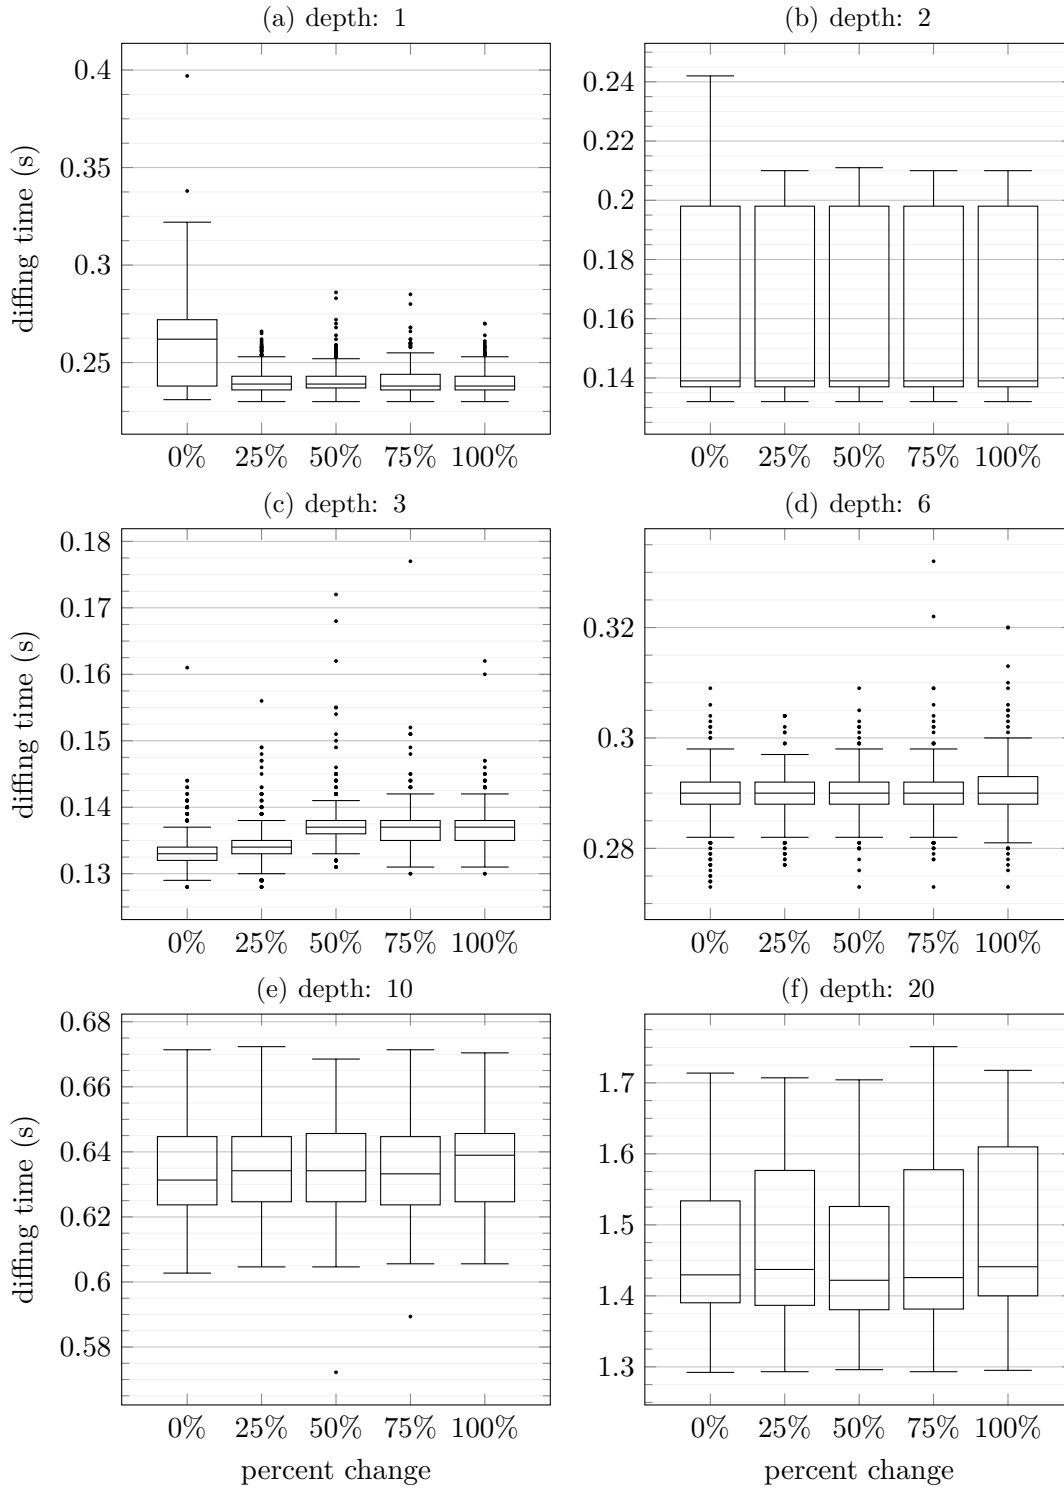 (a) depth: 1
0.4
0.35
0.3
0.25
diffing time (s)
0% 25% 50% 75% 100%
(b) depth: 2
0.24
0.22
0.2
0.18
0.16
0.14
0% 25% 50% 75% 100%
(c) depth: 3
0.18
0.17
0.16
0.15
0.14
0.13
diffing time (s)
0% 25% 50% 75% 100%
(d) depth: 6
0.32
0.3
0.28
0% 25% 50% 75% 100%
(e) depth: 10
0.68
0.66
0.64
0.62
0.6
0.58
diffing time (s)
0% 25% 50% 75% 100%
percent change
(f) depth: 20
1.7
1.6
1.5
1.4
1.3
0% 25% 50% 75% 100%
percent change